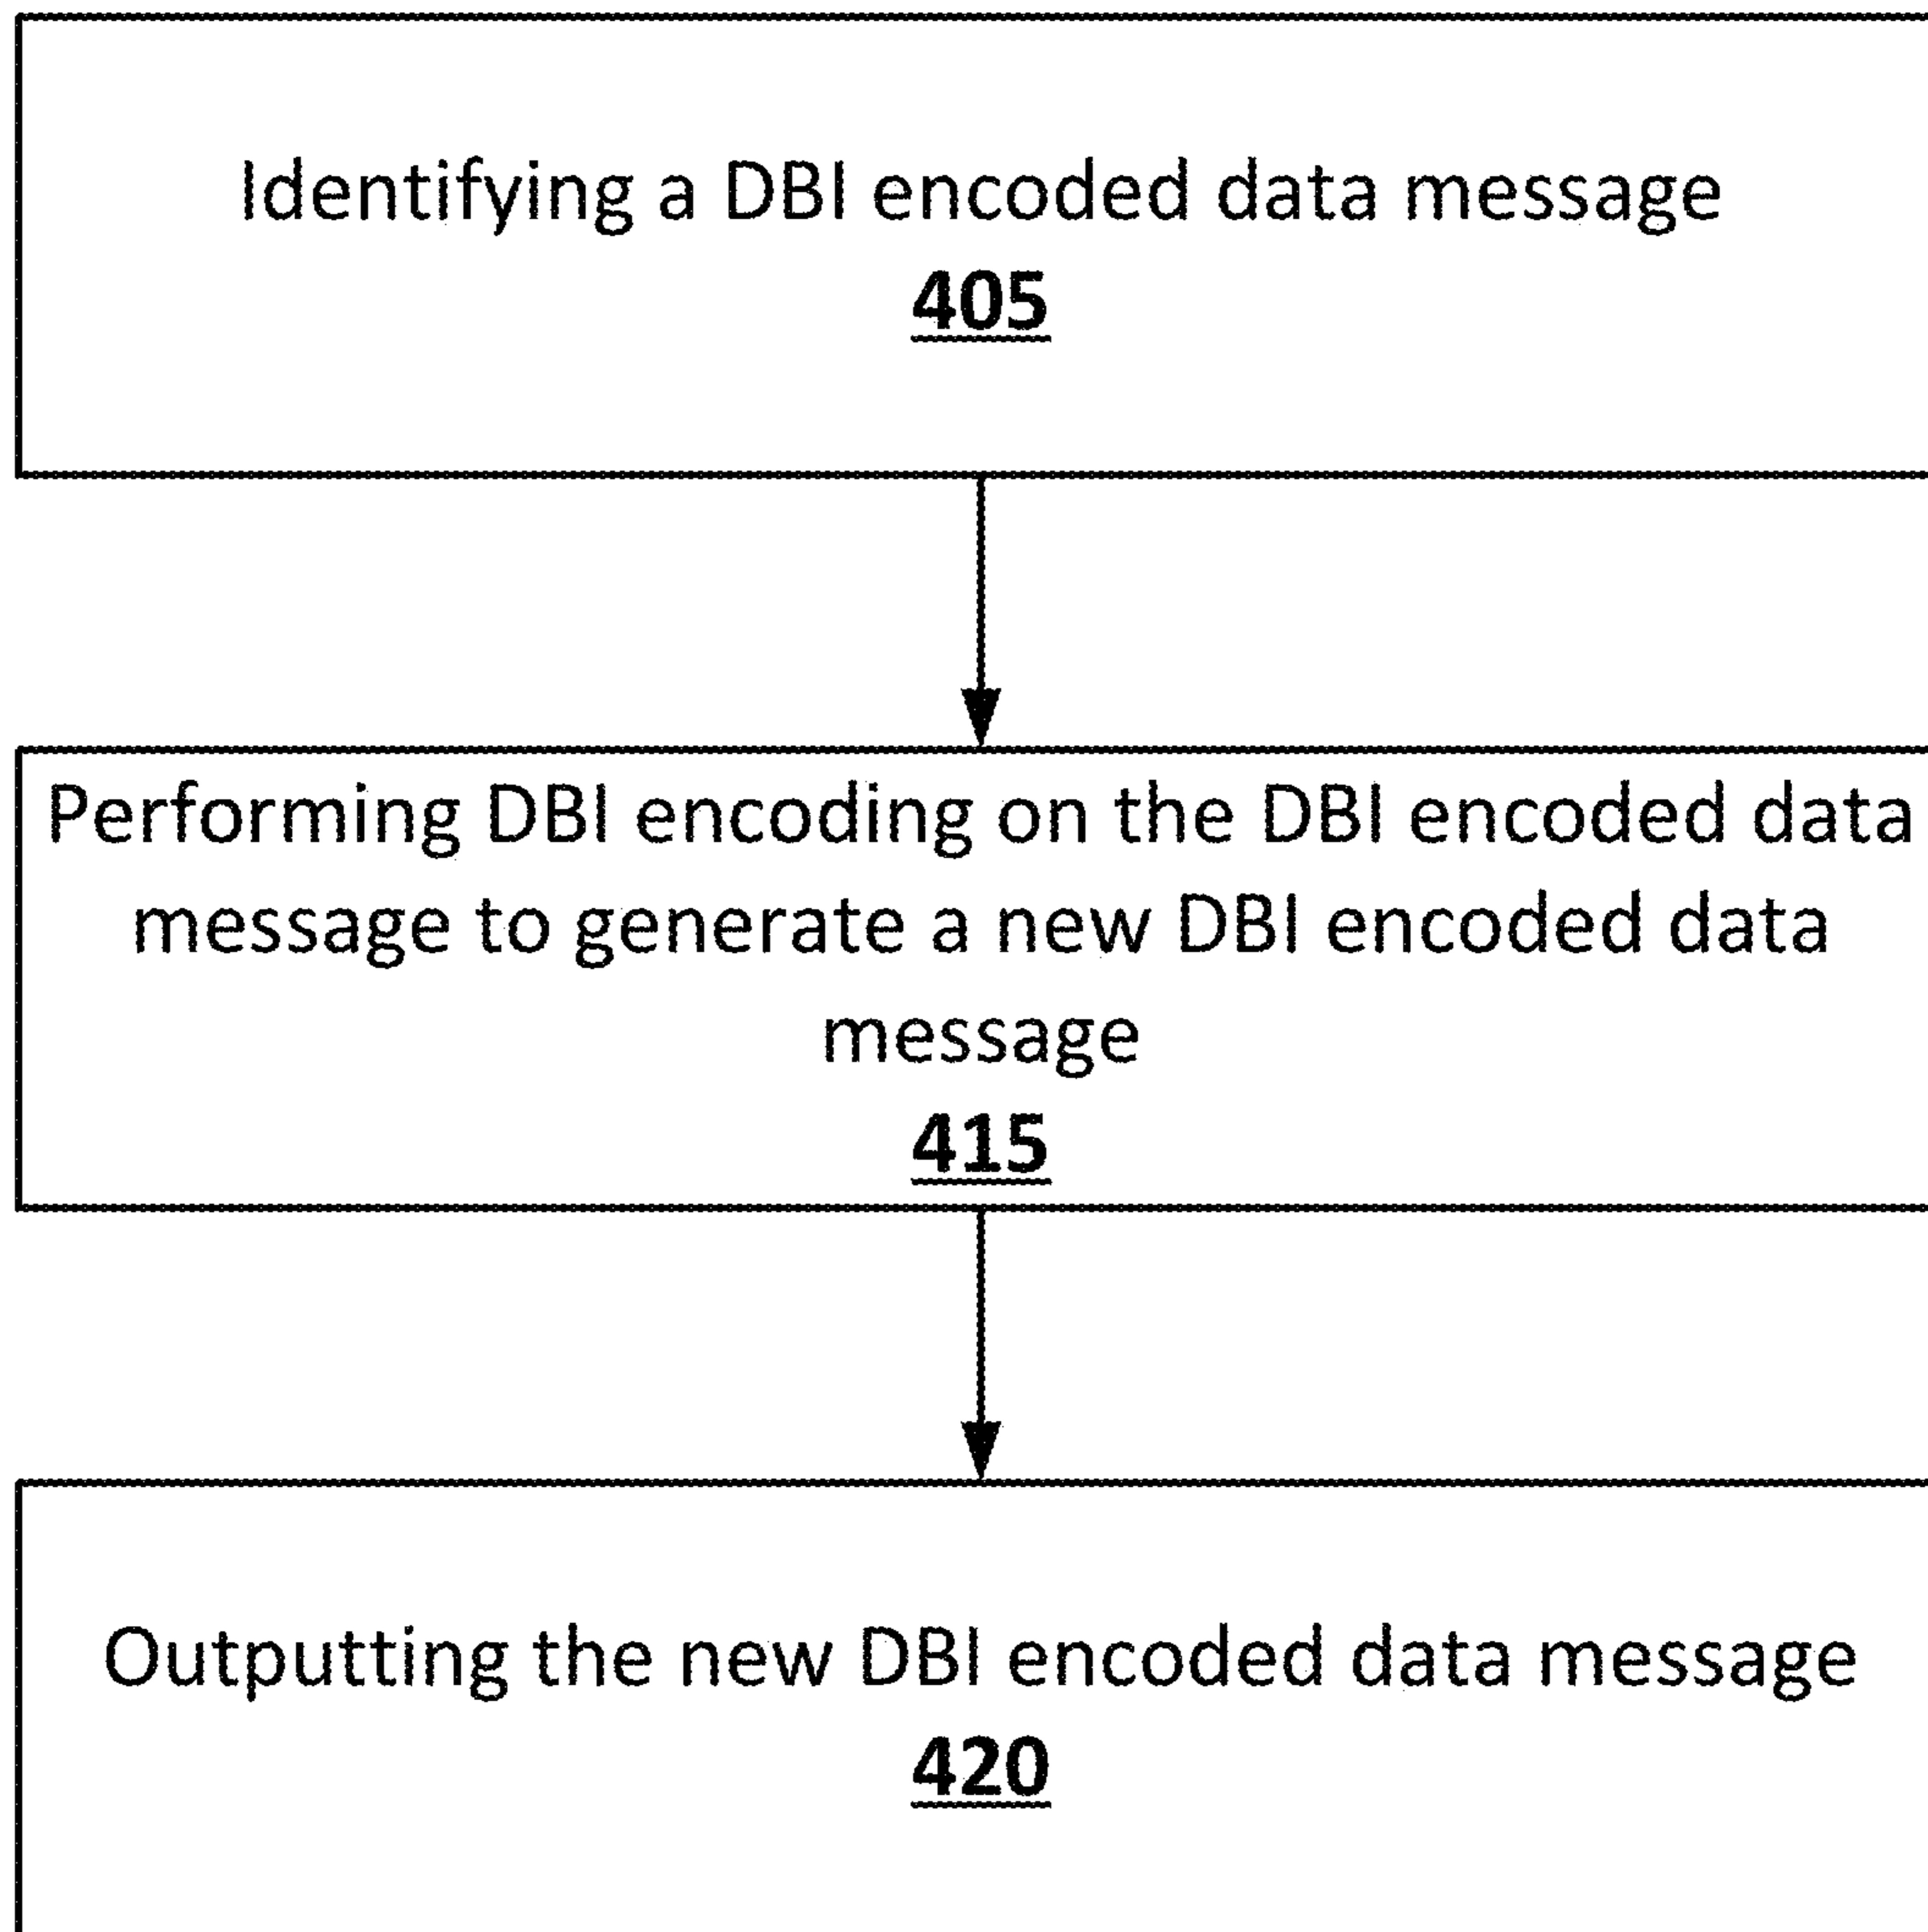 Identifying a DBI encoded data message
405
Performing DBI encoding on the DBI encoded data
message to generate a new DBI encoded data
message
415
Outputting the new DBI encoded data message
420